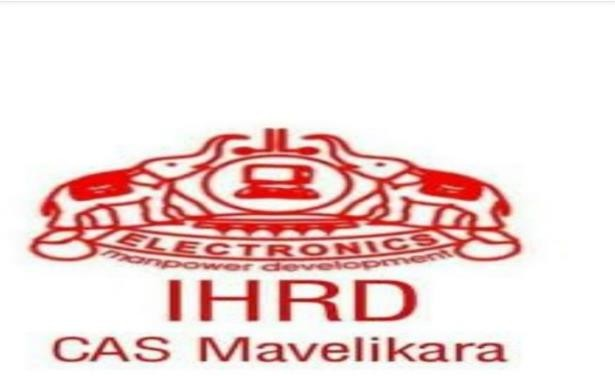 ELECTRONICS
manpower development
IHRD
CAS Mavelikara